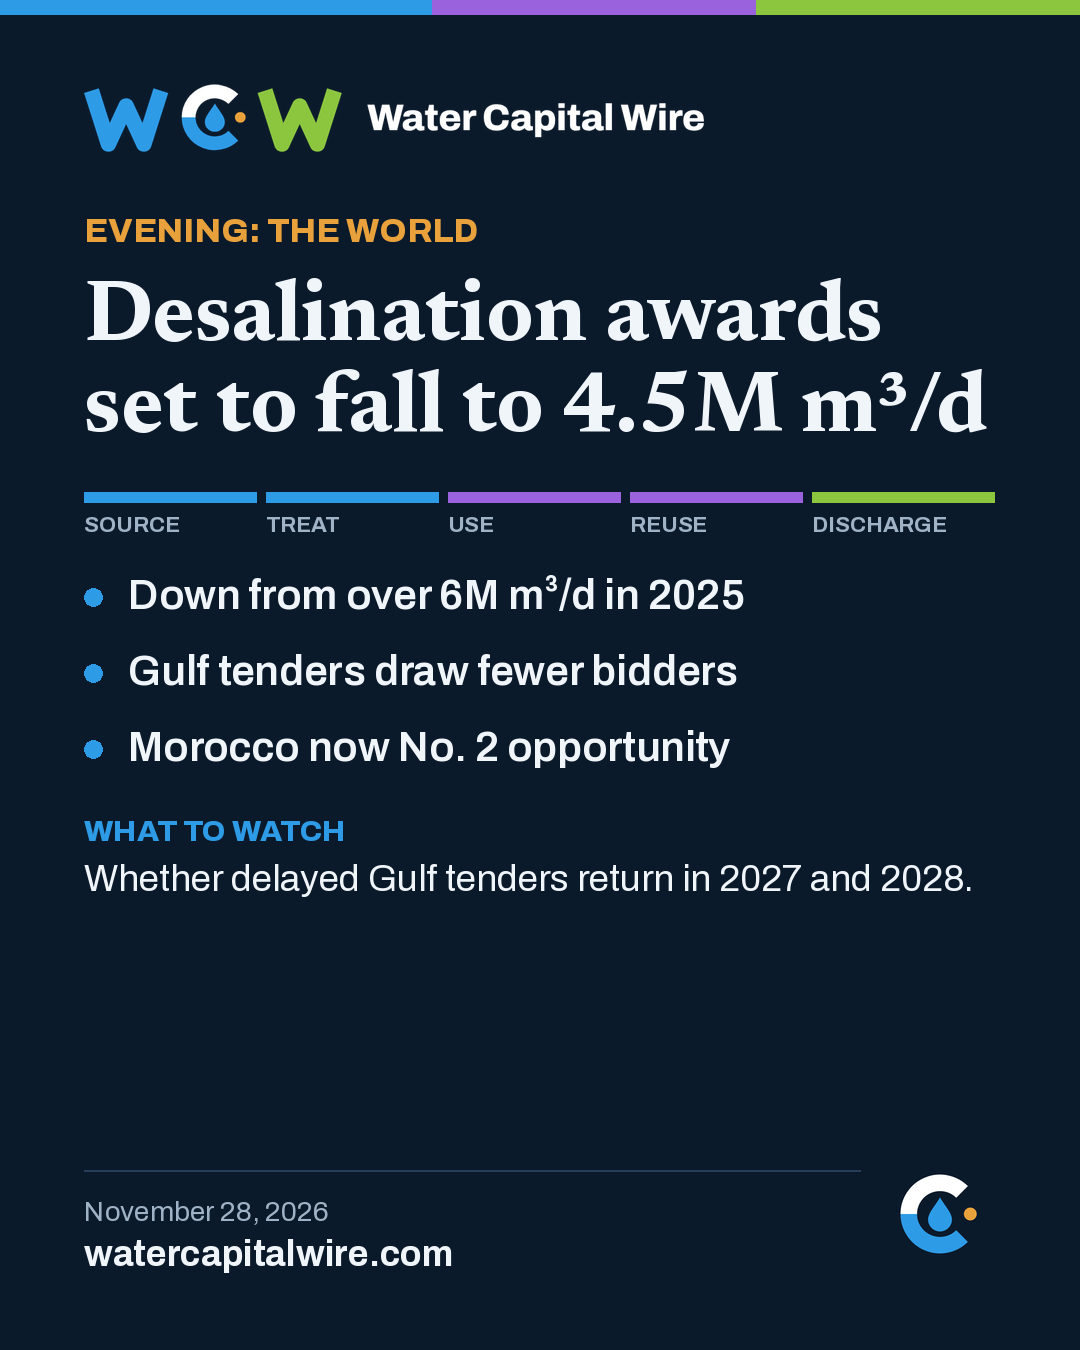 WCW Water Capital Wire
EVENING: THE WORLD
Desalination awards
set to fall to 4.5M m³/d
SOURCE TREAT USE REUSE DISCHARGE
Down from over 6M m³/d in 2025
Gulf tenders draw fewer bidders
Morocco now No. 2 opportunity
WHAT TO WATCH
Whether delayed Gulf tenders return in 2027 and 2028.
November 28, 2026
watercapitalwire.com